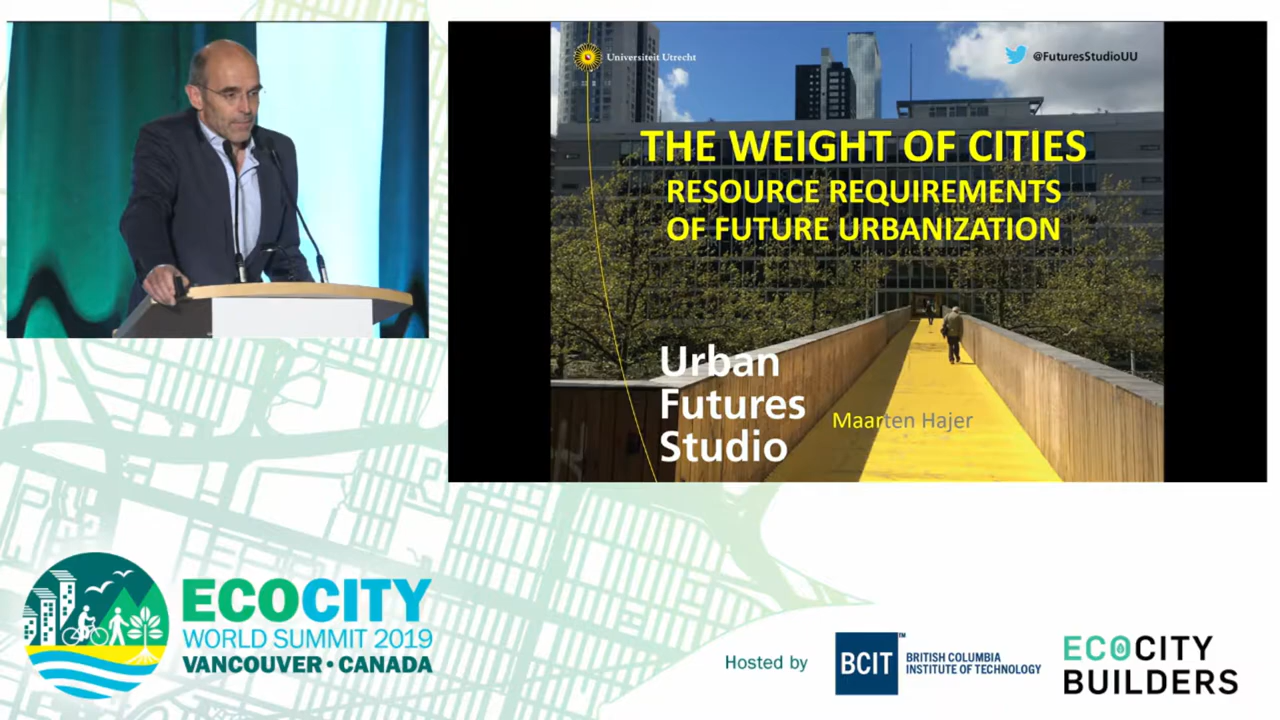 Universiteit Utrecht
@FuturesStudioUU
THE WEIGHT OF CITIES
RESOURCE REQUIREMENTS
OF FUTURE URBANIZATION
Urban
Futures
Studio
Maarten Hajer
ECOCITY
WORLD SUMMIT 2019
VANCOUVER • CANADA
Hosted by
BCIT
TM
BRITISH COLUMBIA
INSTITUTE OF TECHNOLOGY
ECOCITY
BUILDERS